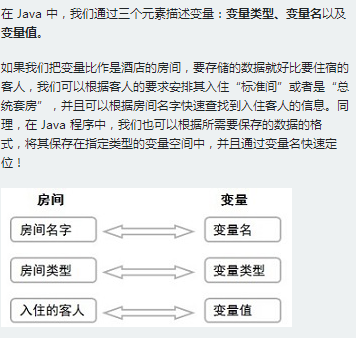 在 Java 中，我们通过三个元素描述变量：变量类型、变量名以及
变量值。
如果我们把变量比作是酒店的房间，要存储的数据就好比要住宿的
客人，我们可以根据客人的要求安排其入住“标准间”或者是“总
统套房”，并且可以根据房间名字快速查找到入住客人的信息。同
理，在 Java 程序中，我们也可以根据所需要保存的数据的格
式，将其保存在指定类型的变量空间中，并且通过变量名快速定
位！
房间 变量
房间名字 变量名
房间类型 变量类型
入住的客人 变量值